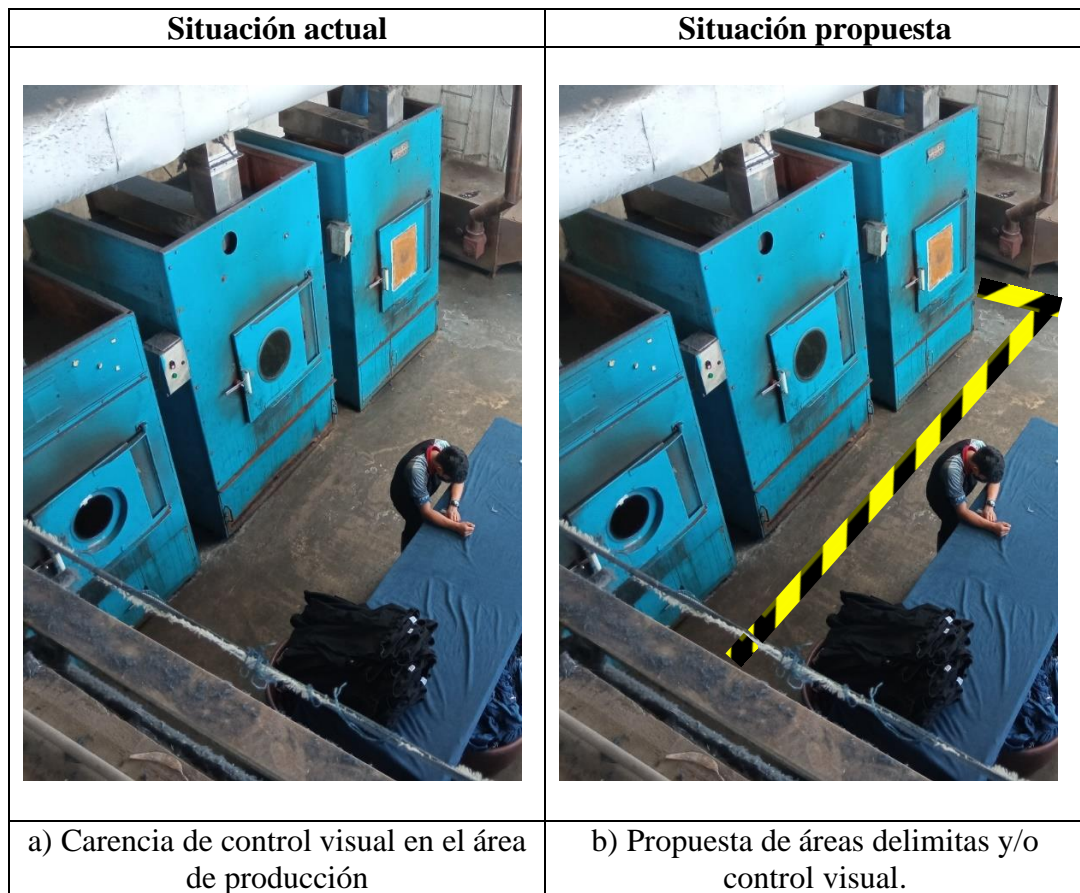 Situación actual
Situación propuesta
a) Carencia de control visual en el área
de producción
b) Propuesta de áreas delimitas y/o
control visual.